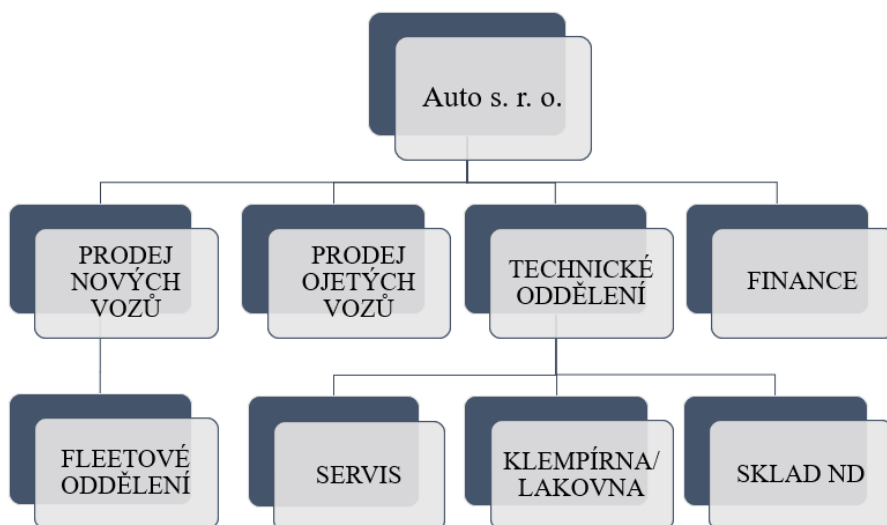 Auto s. r. o.
PRODEJ
NOVÝCH
VOZŮ
PRODEJ
OJETÝCH
VOZŮ
TECHNICKÉ
ODDĚLENÍ
FINANCE
FLEETOVÉ
ODDĚLENÍ
SERVIS
KLEMPÍRNA/
LAKOVNA
SKLAD ND